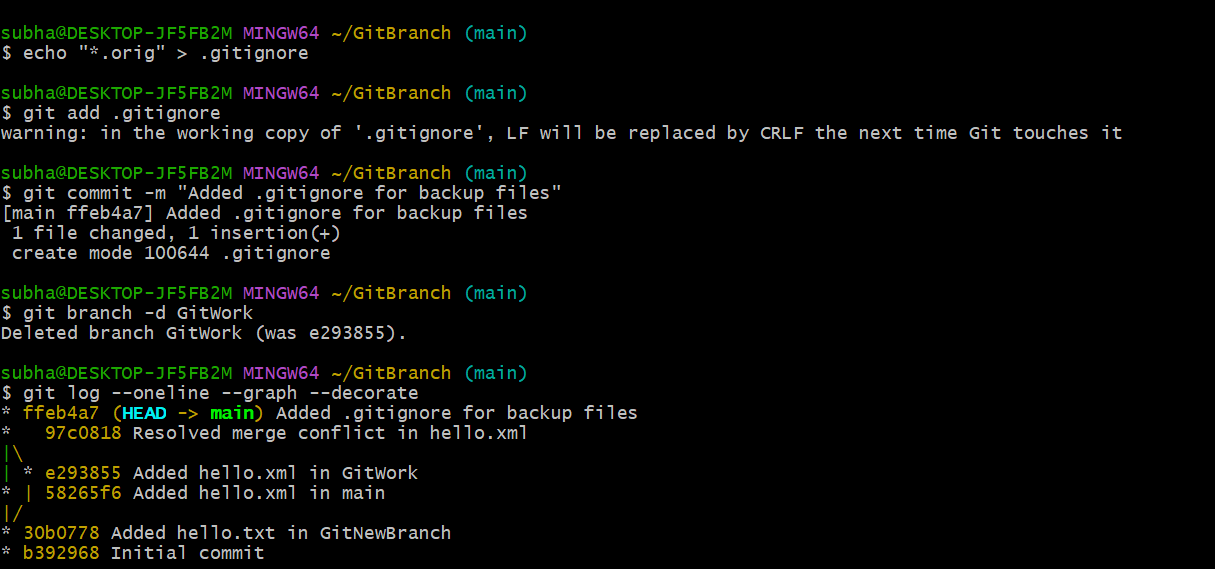 subha@DESKTOP-JF5FB2M MINGW64 ~/GitBranch (main)
$ echo "*.orig" > .gitignore
subha@DESKTOP-JF5FB2M MINGW64 ~/GitBranch (main)
$ git add .gitignore
warning: in the working copy of '.gitignore', LF will be replaced by CRLF the next time Git touches it
subha@DESKTOP-JF5FB2M MINGW64 ~/GitBranch (main)
$ git commit -m "Added .gitignore for backup files"
[main ffeb4a7] Added .gitignore for backup files
 1 file changed, 1 insertion(+)
 create mode 100644 .gitignore
subha@DESKTOP-JF5FB2M MINGW64 ~/GitBranch (main)
$ git branch -d GitWork
Deleted branch GitWork (was e293855).
subha@DESKTOP-JF5FB2M MINGW64 ~/GitBranch (main)
$ git log --oneline --graph --decorate
* ffeb4a7 (HEAD -> main) Added .gitignore for backup files
*   97c0818 Resolved merge conflict in hello.xml
|\
| * e293855 Added hello.xml in GitWork
* | 58265f6 Added hello.xml in main
|/
* 30b0778 Added hello.txt in GitNewBranch
* b392968 Initial commit